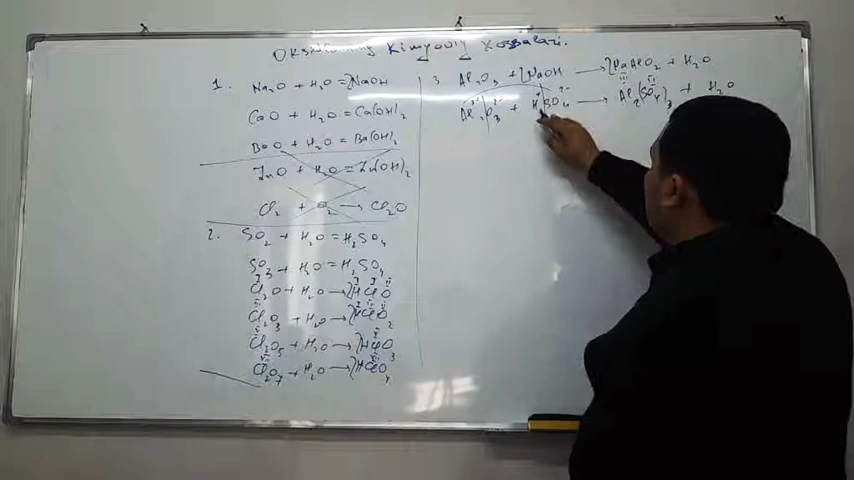 Oksidlarning Kimyoviy Xossalari.
1. Na₂O + H₂O = 2NaOH
CaO + H₂O = Ca(OH)₂
BaO + H₂O = Ba(OH)₂
ZnO + H₂O = Zn(OH)₂
Cl₂ + O₂ → Cl₂O
2. SO₂ + H₂O = H₂SO₄
SO₃ + H₂O = H₂SO₄
Cl₂O + H₂O → 2HClO
Cl₂O₃ + H₂O → 2HClO₂
Cl₂O₅ + H₂O → 2HClO₃
Cl₂O₇ + H₂O → 2HClO₄
3. Al₂O₃ + 2NaOH → 2NaAlO₂ + H₂O
Al₂O₃ + H₂SO₄ → Al₂(SO₄)₃ + H₂O